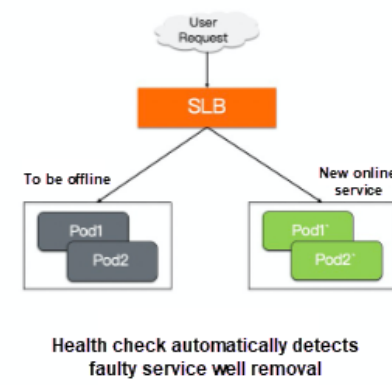 User
Request
SLB
To be offline
New online
service
Pod1
Pod2
Pod1`
Pod2`
Health check automatically detects
faulty service well removal